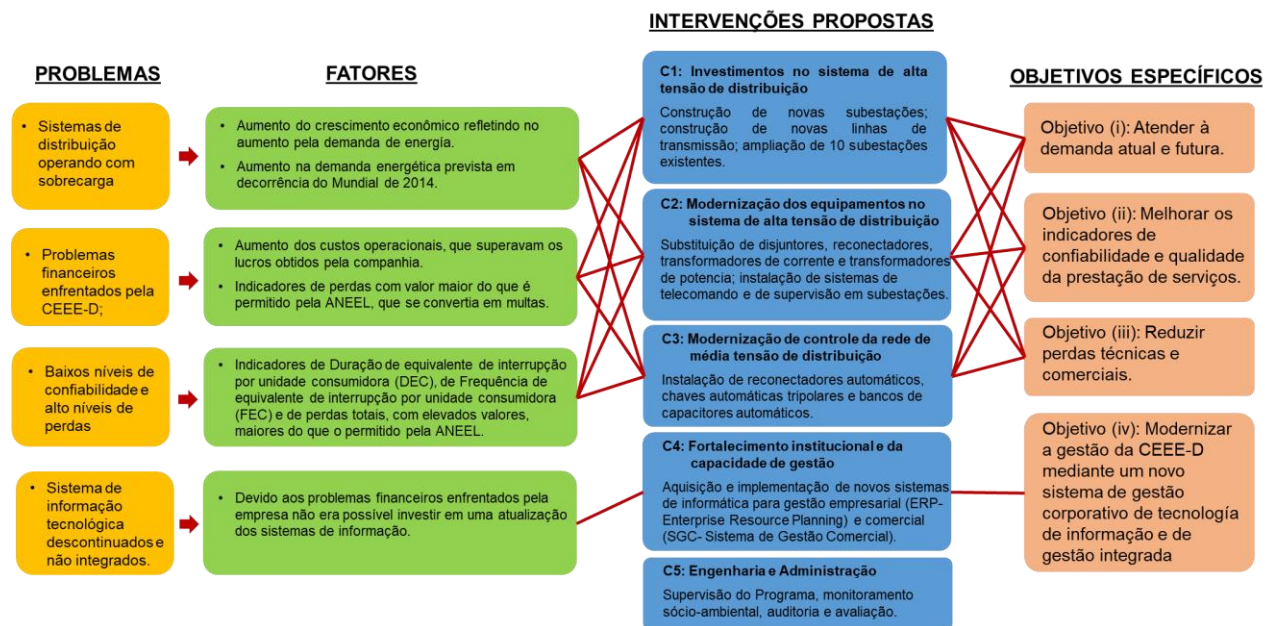 INTERVENÇÕES PROPOSTAS
PROBLEMAS
FATORES
OBJETIVOS ESPECÍFICOS
• Sistemas de
distribuição
operando com
sobrecarga
• Problemas
financeiros
enfrentados pela
CEEE-D;
• Baixos níveis de
confiabilidade e
alto níveis de
perdas
• Sistema de
informação
tecnológica
descontinuados e
não integrados.
• Aumento do crescimento econômico refletindo no
aumento pela demanda de energía.
• Aumento na demanda energética prevista em
decorrência do Mundial de 2014.
• Aumento dos custos operacionais, que superavam os
lucros obtidos pela companhia.
• Indicadores de perdas com valor maior do que é
permitido pela ANEEL, que se convertia em multas.
• Indicadores de Duração de equivalente de interrupção
por unidade consumidora (DEC), de Frequência de
equivalente de interrupção por unidade consumidora
(FEC) e de perdas totais, com elevados valores,
maiores do que o permitido pela ANEEL.
• Devido aos problemas financeiros enfrentados pela
empresa não era possível investir em uma atualização
dos sistemas de informação.
C1: Investimentos no sistema de alta
tensão de distribuição
Construção de novas subestações;
construção de novas linhas de
transmissão; ampliação de 10 subestações
existentes.
C2: Modernização dos equipamentos no
sistema de alta tensão de distribuição
Substituição de disjuntores, reconectadores,
transformadores de corrente e transformadores
de potencia; instalação de sistemas de
telecomando e de supervisão em subestações.
C3: Modernização de controle da rede de
média tensão de distribuição
Instalação de reconectadores automáticos,
chaves automáticas tripolares e bancos de
capacitores automáticos.
C4: Fortalecimento institucional e da
capacidade de gestão
Aquisição e implementação de novos sistemas
de informática para gestão empresarial (ERP-
Enterprise Resource Planning) e comercial
(SGC- Sistema de Gestão Comercial).
C5: Engenharia e Administração
Supervisão do Programa, monitoramento
sócio-ambiental, auditoria e avaliação.
Objetivo (i): Atender à
demanda atual e futura.
Objetivo (ii): Melhorar os
indicadores de
confiabilidade e qualidade
da prestação de serviços.
Objetivo (iii): Reduzir
perdas técnicas e
comerciais.
Objetivo (iv): Modernizar
a gestão da CEEE-D
mediante um novo
sistema de gestão
corporativo de tecnología
de informação e de
gestão integrada